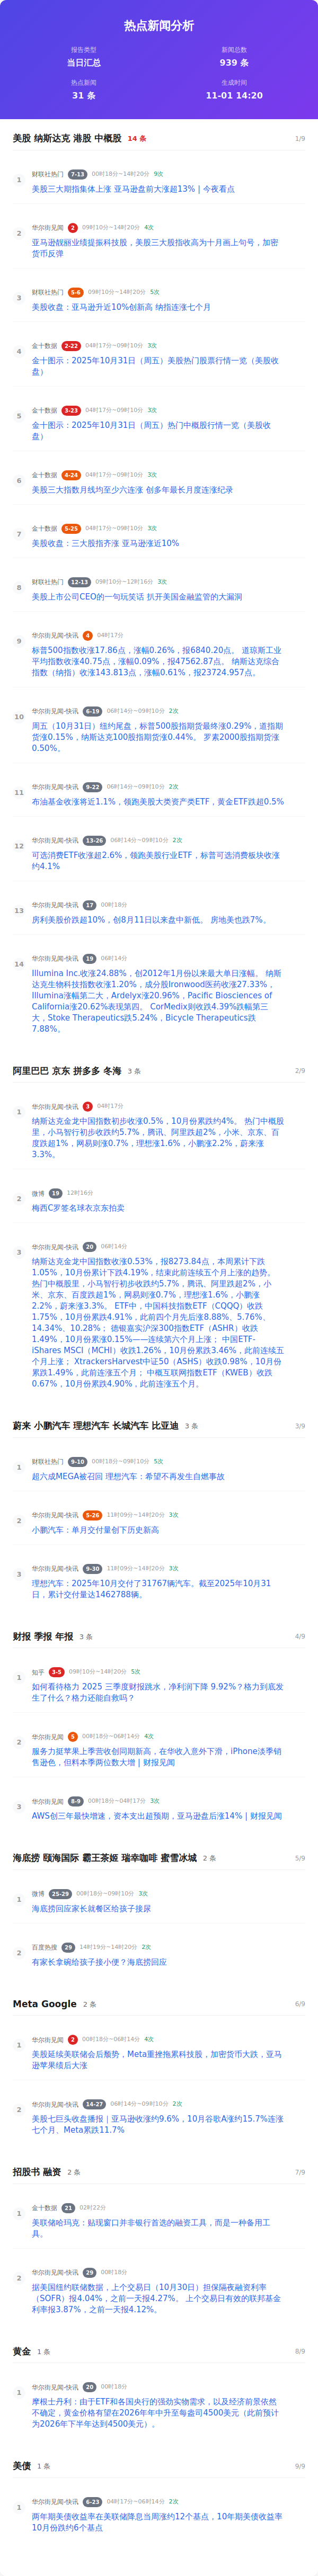 热点新闻分析
报告类型
当日汇总
新闻总数
939 条
热点新闻
31 条
生成时间
11-01 14:20
美股 纳斯达克 港股 中概股 14 条 1/9
1
财联社热门 7-13 00时18分~14时20分 9次
美股三大期指集体上涨 亚马逊盘前大涨超13% | 今夜看点
2
华尔街见闻 2 09时10分~14时20分 4次
亚马逊靓丽业绩提振科技股，美股三大股指收高为十月画上句号，加密
货币反弹
3
财联社热门 5-6 09时10分~14时20分 5次
美股收盘：亚马逊升近10%创新高 纳指连涨七个月
4
金十数据 2-22 04时17分~09时10分 3次
金十图示：2025年10月31日（周五）美股热门股票行情一览（美股收
盘）
5
金十数据 3-23 04时17分~09时10分 3次
金十图示：2025年10月31日（周五）热门中概股行情一览（美股收
盘）
6
金十数据 4-24 04时17分~09时10分 3次
美股三大指数月线均至少六连涨 创多年最长月度连涨纪录
7
金十数据 5-25 04时17分~09时10分 3次
美股收盘：三大股指齐涨 亚马逊涨近10%
8
财联社热门 12-13 09时10分~12时16分 3次
美股上市公司CEO的一句玩笑话 扒开美国金融监管的大漏洞
9
华尔街见闻-快讯 4 04时17分
标普500指数收涨17.86点，涨幅0.26%，报6840.20点。 道琼斯工业
平均指数收涨40.75点，涨幅0.09%，报47562.87点。 纳斯达克综合
指数（纳指）收涨143.813点，涨幅0.61%，报23724.957点。
10
华尔街见闻-快讯 6-19 06时14分~09时10分 2次
周五（10月31日）纽约尾盘，标普500股指期货最终涨0.29%，道指期
货涨0.15%，纳斯达克100股指期货涨0.44%。 罗素2000股指期货涨
0.50%。
11
华尔街见闻-快讯 9-22 06时14分~09时10分 2次
布油基金收涨将近1.1%，领跑美股大类资产类ETF，黄金ETF跌超0.5%
12
华尔街见闻-快讯 13-26 06时14分~09时10分 2次
可选消费ETF收涨超2.6%，领跑美股行业ETF，标普可选消费板块收涨
约4.1%
13
华尔街见闻-快讯 17 00时18分
房利美股价跌超10%，创8月11日以来盘中新低。 房地美也跌7%。
14
华尔街见闻-快讯 19 06时14分
Illumina Inc.收涨24.88%，创2012年1月份以来最大单日涨幅。 纳斯
达克生物科技指数收涨1.20%，成分股Ironwood医药收涨27.33%，
Illumina涨幅第二大，Ardelyx涨20.96%，Pacific Biosciences of
California涨20.62%表现第四。 CorMedix则收跌4.39%跌幅第三
大，Stoke Therapeutics跌5.24%，Bicycle Therapeutics跌
7.88%。
阿里巴巴 京东 拼多多 冬海 3 条 2/9
1
华尔街见闻-快讯 3 04时17分
纳斯达克金龙中国指数初步收涨0.5%，10月份累跌约4%。 热门中概股
里，小马智行初步收跌约5.7%，腾讯、阿里跌超2%，小米、京东、百
度跌超1%，网易则涨0.7%，理想涨1.6%，小鹏涨2.2%，蔚来涨
3.3%。
2
微博 19 12时16分
梅西C罗签名球衣京东拍卖
3
华尔街见闻-快讯 20 06时14分
纳斯达克金龙中国指数收涨0.53%，报8273.84点，本周累计下跌
1.05%，10月份累计下跌4.19%，结束此前连续五个月上涨的趋势。
热门中概股里，小马智行初步收跌约5.7%，腾讯、阿里跌超2%，小
米、京东、百度跌超1%，网易则涨0.7%，理想涨1.6%，小鹏涨
2.2%，蔚来涨3.3%。 ETF中，中国科技指数ETF（CQQQ）收跌
1.75%，10月份累跌4.91%，此前四个月先后涨8.88%、5.76%、
14.34%、10.28%； 德银嘉实沪深300指数ETF（ASHR）收跌
1.49%，10月份累涨0.15%——连续第六个月上涨； 中国ETF-
iShares MSCI（MCHI）收跌1.26%，10月份累跌3.46%，此前连续五
个月上涨； XtrackersHarvest中证50（ASHS）收跌0.98%，10月份
累跌1.49%，此前连涨五个月； 中概互联网指数ETF（KWEB）收跌
0.67%，10月份累跌4.90%，此前连涨五个月。
蔚来 小鹏汽车 理想汽车 长城汽车 比亚迪 3 条 3/9
1
财联社热门 9-10 00时18分~09时10分 5次
超六成MEGA被召回 理想汽车：希望不再发生自燃事故
2
华尔街见闻-快讯 5-26 11时09分~14时20分 3次
小鹏汽车：单月交付量创下历史新高
3
华尔街见闻-快讯 9-30 11时09分~14时20分 3次
理想汽车：2025年10月交付了31767辆汽车。截至2025年10月31
日，累计交付量达1462788辆。
财报 季报 年报 3 条 4/9
1
知乎 3-5 09时10分~14时20分 5次
如何看待格力 2025 三季度财报跳水，净利润下降 9.92%？格力到底发
生了什么？格力还能自救吗？
2
华尔街见闻 5 00时18分~06时14分 4次
服务力挺苹果上季营收创同期新高，在华收入意外下滑，iPhone淡季销
售逊色，但料本季两位数大增 | 财报见闻
3
华尔街见闻 8-9 00时18分~04时17分 3次
AWS创三年最快增速，资本支出超预期，亚马逊盘后涨14% | 财报见闻
海底捞 颐海国际 霸王茶姬 瑞幸咖啡 蜜雪冰城 2 条 5/9
1
微博 25-29 00时18分~09时10分 3次
海底捞回应家长就餐区给孩子接尿
2
百度热搜 29 14时19分~14时20分 2次
有家长拿碗给孩子接小便？海底捞回应
Meta Google 2 条 6/9
1
华尔街见闻 2 00时18分~06时14分 4次
美股延续美联储会后颓势，Meta重挫拖累科技股，加密货币大跌，亚马
逊苹果绩后大涨
2
华尔街见闻-快讯 14-27 06时14分~09时10分 2次
美股七巨头收盘播报｜亚马逊收涨约9.6%，10月谷歌A涨约15.7%连涨
七个月、Meta累跌11.7%
招股书 融资 2 条 7/9
1
金十数据 21 02时22分
美联储哈玛克：贴现窗口并非银行首选的融资工具，而是一种备用工
具。
2
华尔街见闻-快讯 29 00时18分
据美国纽约联储数据，上个交易日（10月30日）担保隔夜融资利率
（SOFR）报4.04%，之前一天报4.27%。 上个交易日有效的联邦基金
利率报3.87%，之前一天报4.12%。
黄金 1 条 8/9
1
华尔街见闻-快讯 20 00时18分
摩根士丹利：由于ETF和各国央行的强劲实物需求，以及经济前景依然
不确定，黄金价格有望在2026年年中升至每盎司4500美元（此前预计
为2026年下半年达到4500美元）。
美债 1 条 9/9
1
华尔街见闻-快讯 6-23 04时17分~06时14分 2次
两年期美债收益率在美联储降息当周涨约12个基点，10年期美债收益率
10月份跌约6个基点